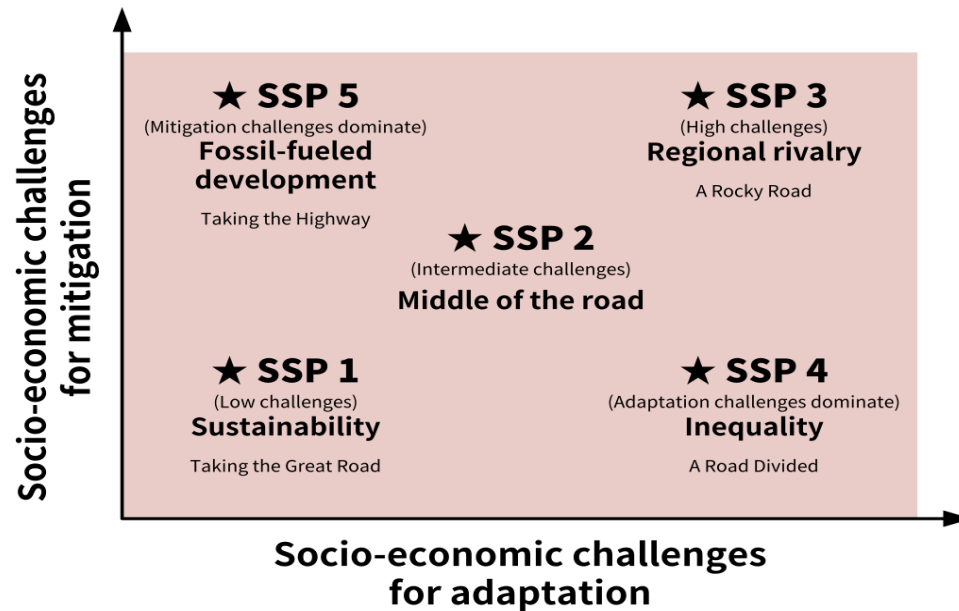 Socio-economic challenges
for mitigation
★ SSP 5
(Mitigation challenges dominate)
Fossil-fueled
development
Taking the Highway
★ SSP 3
(High challenges)
Regional rivalry
A Rocky Road
★ SSP 2
(Intermediate challenges)
Middle of the road
★ SSP 1
(Low challenges)
Sustainability
Taking the Great Road
★ SSP 4
(Adaptation challenges dominate)
Inequality
A Road Divided
Socio-economic challenges
for adaptation